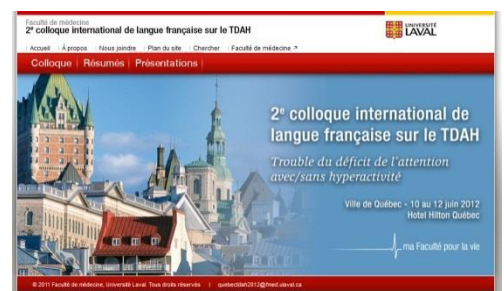 Faculté de médecine
2e colloque international de langue française sur le TDAH
UNIVERSITÉ
LAVAL
Accueil | À propos | Nous joindre | Plan du site | Chercher | Faculté de médecine ↗
Colloque | Résumés | Présentations |
2e colloque international de
langue française sur le TDAH
Trouble du déficit de l'attention
avec/sans hyperactivité
Ville de Québec - 10 au 12 juin 2012
Hotel Hilton Québec
ma Faculté pour la vie
© 2011 Faculté de médecine, Université Laval. Tous droits réservés | quebectdah2012@fmed.ulaval.ca